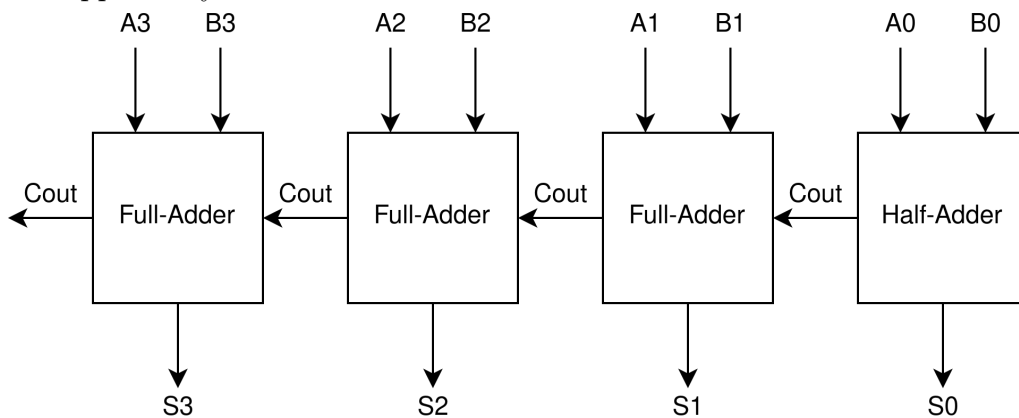 A3 B3 A2 B2 A1 B1 A0 B0
Cout Cout Cout Cout
Full-Adder Full-Adder Full-Adder Half-Adder
S3 S2 S1 S0